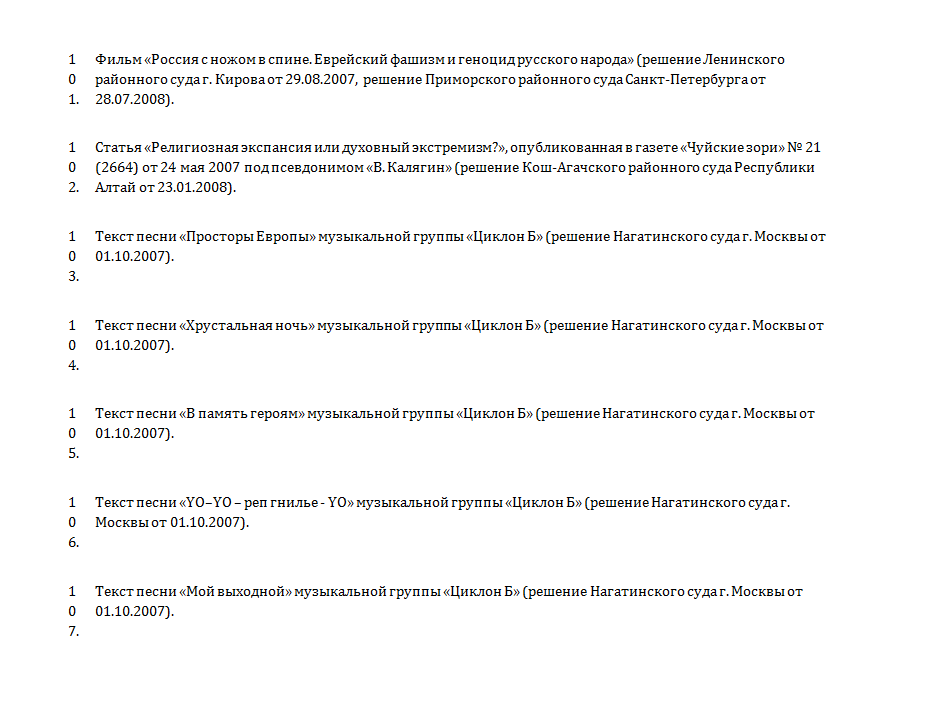 1 Фильм «Россия с ножом в спине. Еврейский фашизм и геноцид русского народа» (решение Ленинского
0 районного суда г. Кирова от 29.08.2007, решение Приморского районного суда Санкт-Петербурга от
1. 28.07.2008).
1 Статья «Религиозная экспансия или духовный экстремизм?», опубликованная в газете «Чуйские зори» № 21
0 (2664) от 24 мая 2007 под псевдонимом «В. Калягин» (решение Кош-Агачского районного суда Республики
2. Алтай от 23.01.2008).
1 Текст песни «Просторы Европы» музыкальной группы «Циклон Б» (решение Нагатинского суда г. Москвы от
0 01.10.2007).
3.
1 Текст песни «Хрустальная ночь» музыкальной группы «Циклон Б» (решение Нагатинского суда г. Москвы от
0 01.10.2007).
4.
1 Текст песни «В память героям» музыкальной группы «Циклон Б» (решение Нагатинского суда г. Москвы от
0 01.10.2007).
5.
1 Текст песни «YO–YO – реп гнилье - YO» музыкальной группы «Циклон Б» (решение Нагатинского суда г.
0 Москвы от 01.10.2007).
6.
1 Текст песни «Мой выходной» музыкальной группы «Циклон Б» (решение Нагатинского суда г. Москвы от
0 01.10.2007).
7.